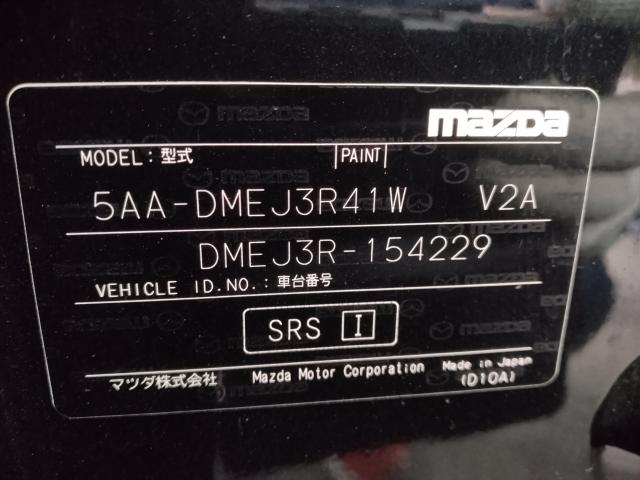 mazda
MODEL : 型式 |PAINT|
5AA-DMEJ3R41W V2A
DMEJ3R-154229
VEHICLE ID.NO.: 車台番号
SRS I
マツダ株式会社 Mazda Motor Corporation Made in Japan
(D10A)